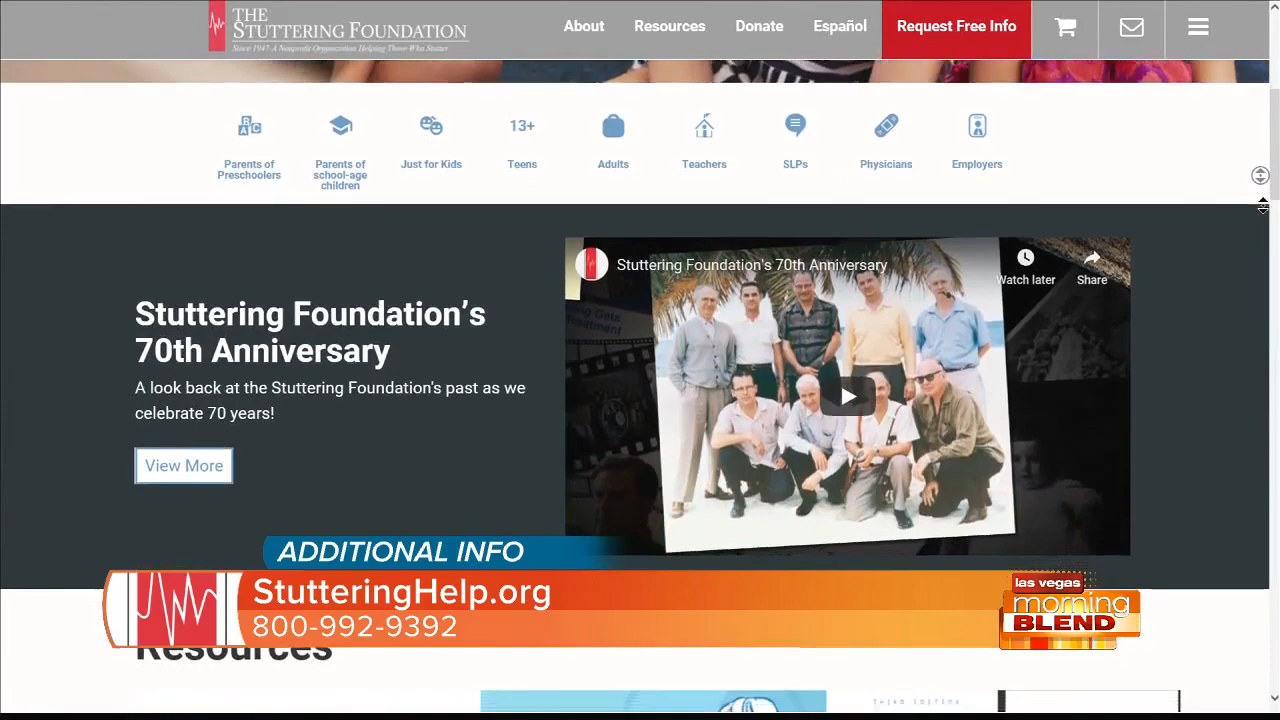 THE
STUTTERING FOUNDATION
Since 1947-A Nonprofit Organization Helping Those Who Stutter
About
Resources
Donate
Español
Request Free Info
13+
Parents of
Preschoolers
Parents of
school-age
children
Just for Kids
Teens
Adults
Teachers
SLPs
Physicians
Employers
Stuttering Foundation's 70th Anniversary
Watch later
Share
Stuttering Foundation’s
70th Anniversary
A look back at the Stuttering Foundation's past as we
celebrate 70 years!
View More
ADDITIONAL INFO
StutteringHelp.org
800-992-9392
las vegas
morning
BLEND
Resources